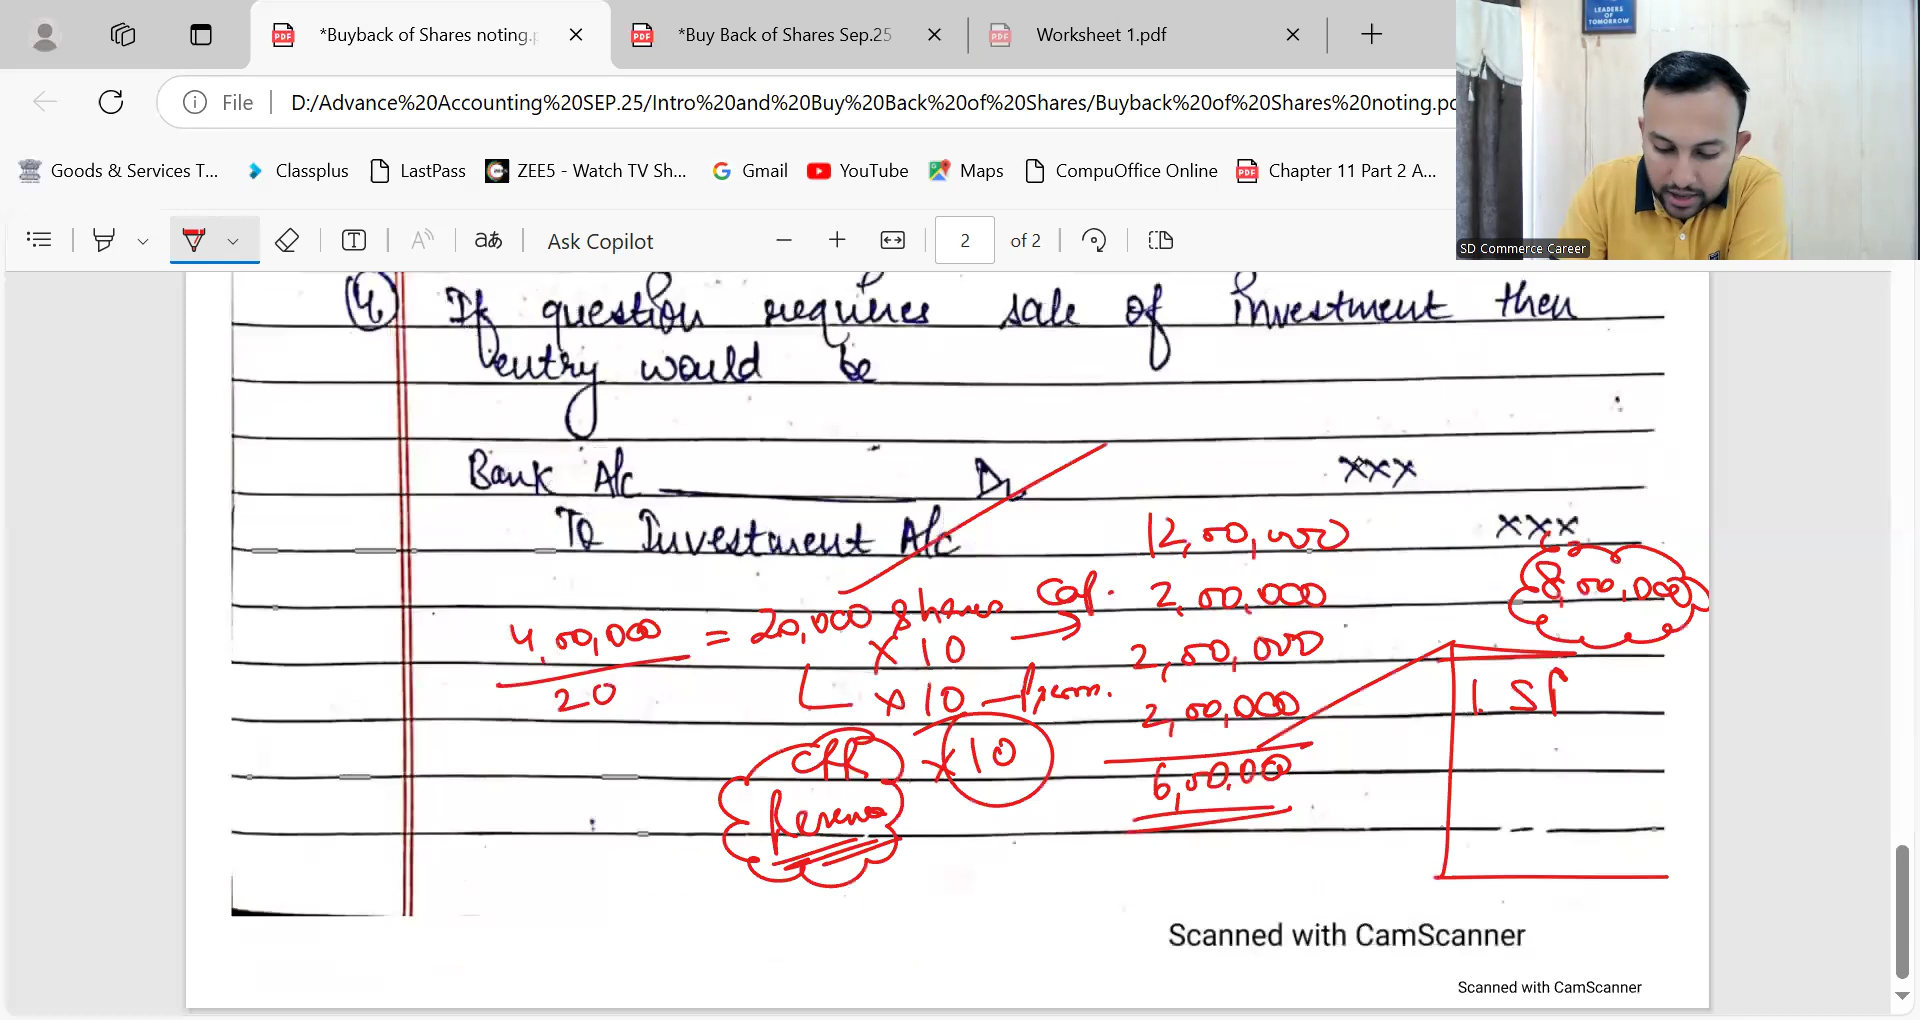 *Buyback of Shares noting.p
*Buy Back of Shares Sep.25
Worksheet 1.pdf
LEADERS
OF
TOMORROW
File
D:/Advance%20Accounting%20SEP.25/Intro%20and%20Buy%20Back%20of%20Shares/Buyback%20of%20Shares%20noting.pd
Goods & Services T...
Classplus
LastPass
ZEE5 - Watch TV Sh...
Gmail
YouTube
Maps
CompuOffice Online
Chapter 11 Part 2 A...
Ask Copilot
2
of 2
SD Commerce Career
(4) If question requires sale of investment then
entry would be
Bank A/c Dr xxx
To Investment A/c xxx
12,00,000
8,00,000
4,00,000 = 20,000 shares Cap. 2,00,000
20
x 10 → 2,00,000
x 10 – Prem. 2,00,000
x 10 6,00,000
1. SP
CRR
Reserve
Scanned with CamScanner
Scanned with CamScanner